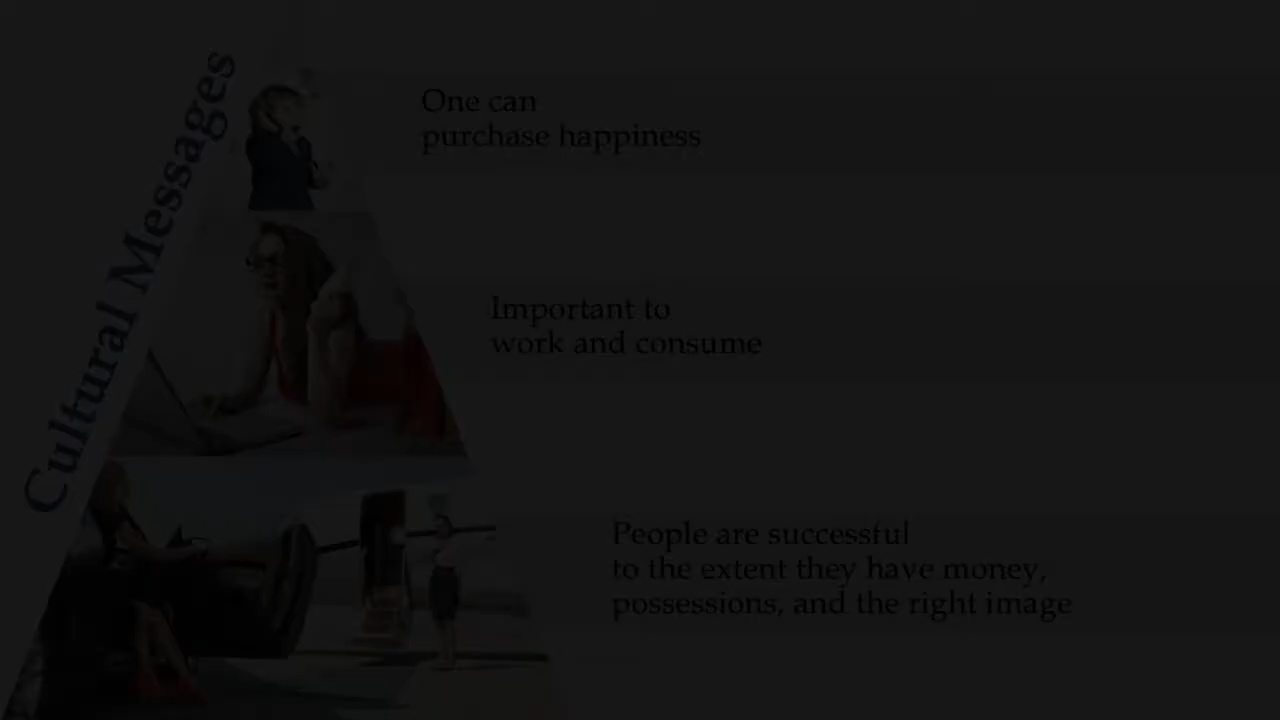 Cultural Messages
One can
purchase happiness
Important to
work and consume
People are successful
to the extent they have money,
possessions, and the right image